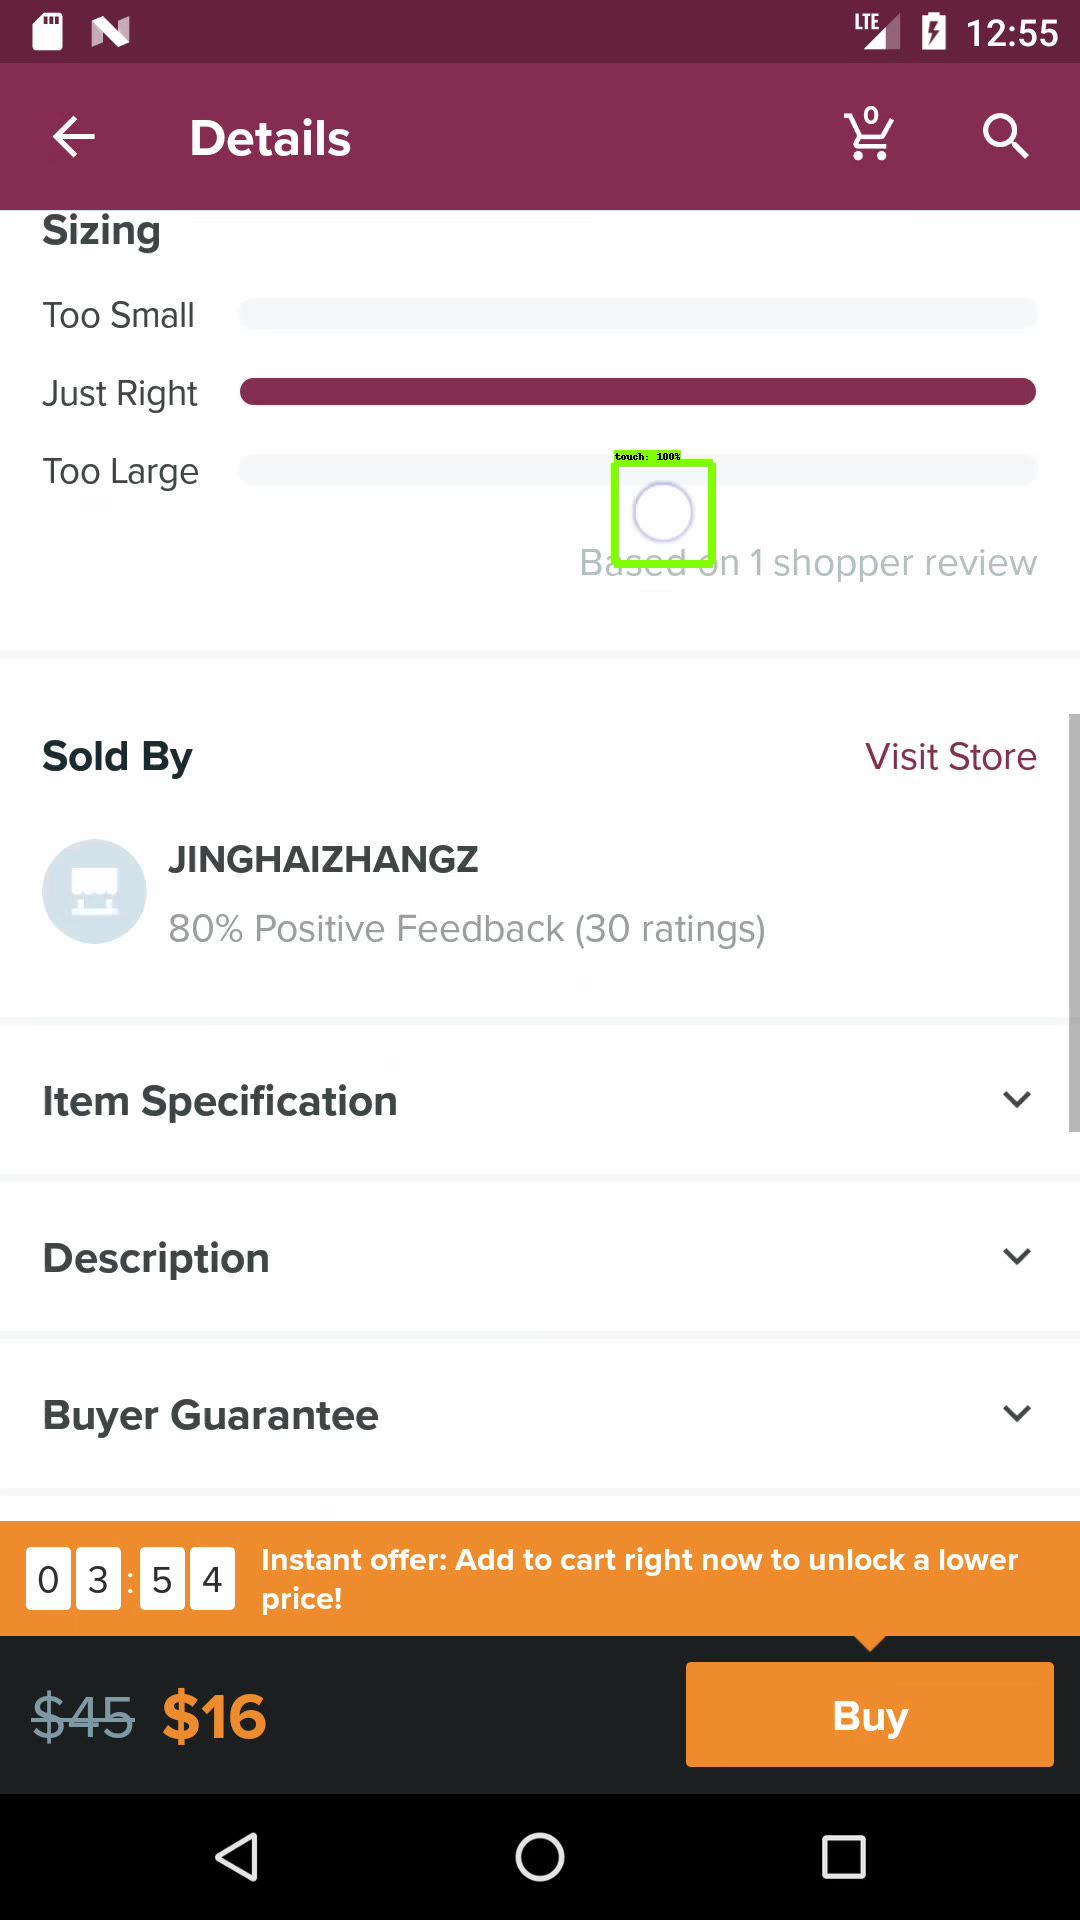 LTE 12:55
Details
0
Sizing
Too Small
Just Right
Too Large
touch: 100%
Based on 1 shopper review
Sold By
Visit Store
JINGHAIZHANGZ
80% Positive Feedback (30 ratings)
Item Specification
Description
Buyer Guarantee
0 3 : 5 4
Instant offer: Add to cart right now to unlock a lower
price!
$45 $16
Buy